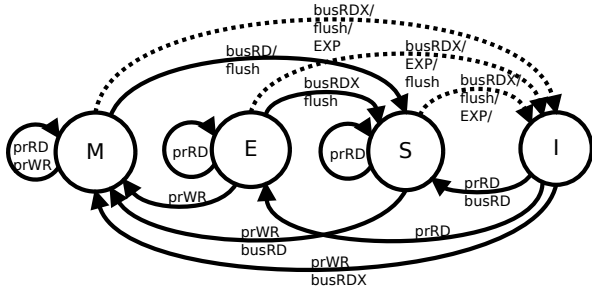 busRDX/
flush/
EXP
busRD/
flush
busRDX/
EXP/
flush
busRDX
flush
busRDX/
flush/
EXP/
prRD
prWR
M
prRD
E
prRD
S
I
prWR
prRD
busRD
prWR
busRD
prRD
prWR
busRDX